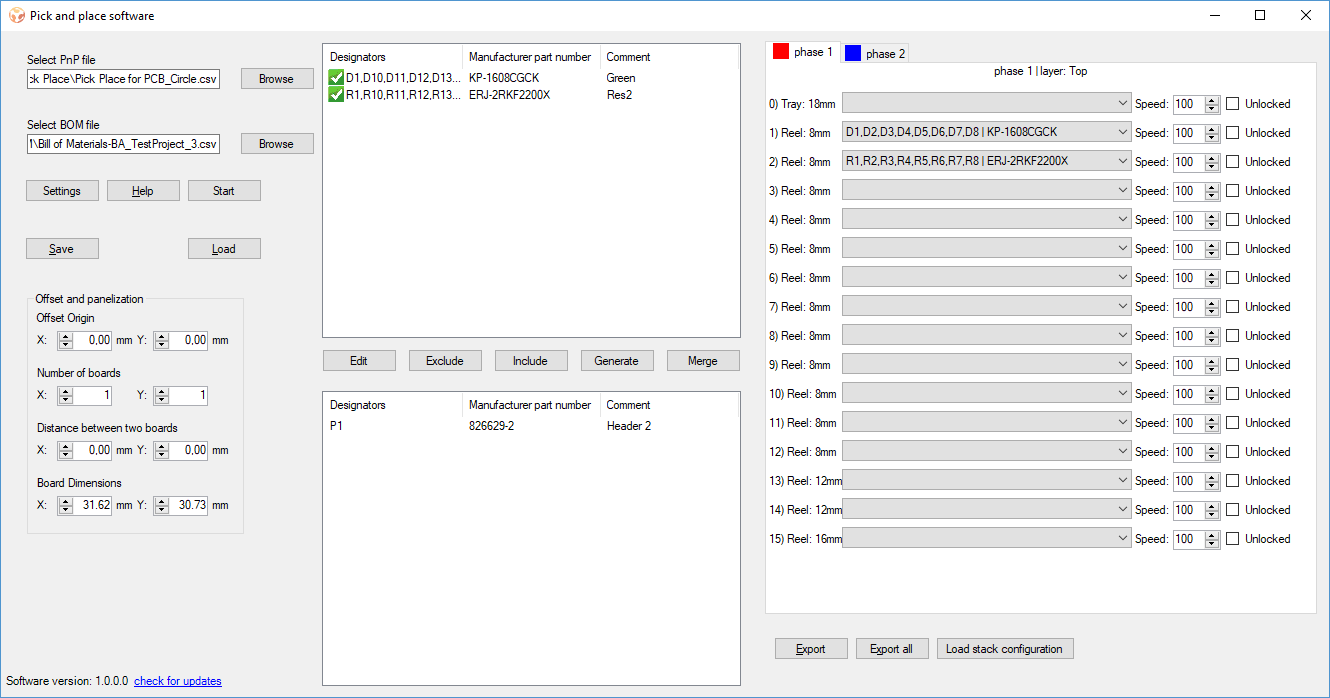 Pick and place software
Select PnP file
ck Place\Pick Place for PCB_Circle.csv
Browse
Select BOM file
\Bill of Materials-BA_TestProject_3.csv
Browse
Settings
Help
Start
Save
Load
Offset and panelization
Offset Origin
X: 0,00 mm Y: 0,00 mm
Number of boards
X: 1 Y: 1
Distance between two boards
X: 0,00 mm Y: 0,00 mm
Board Dimensions
X: 31.62 mm Y: 30.73 mm
Software version: 1.0.0.0 check for updates
Designators Manufacturer part number Comment
D1,D10,D11,D12,D13... KP-1608CGCK Green
R1,R10,R11,R12,R13... ERJ-2RKF2200X Res2
Edit
Exclude
Include
Generate
Merge
Designators Manufacturer part number Comment
P1 826629-2 Header 2
phase 1
phase 2
phase 1 | layer: Top
0) Tray: 18mm Speed: 100 Unlocked
1) Reel: 8mm D1,D2,D3,D4,D5,D6,D7,D8 | KP-1608CGCK Speed: 100 Unlocked
2) Reel: 8mm R1,R2,R3,R4,R5,R6,R7,R8 | ERJ-2RKF2200X Speed: 100 Unlocked
3) Reel: 8mm Speed: 100 Unlocked
4) Reel: 8mm Speed: 100 Unlocked
5) Reel: 8mm Speed: 100 Unlocked
6) Reel: 8mm Speed: 100 Unlocked
7) Reel: 8mm Speed: 100 Unlocked
8) Reel: 8mm Speed: 100 Unlocked
9) Reel: 8mm Speed: 100 Unlocked
10) Reel: 8mm Speed: 100 Unlocked
11) Reel: 8mm Speed: 100 Unlocked
12) Reel: 8mm Speed: 100 Unlocked
13) Reel: 12mm Speed: 100 Unlocked
14) Reel: 12mm Speed: 100 Unlocked
15) Reel: 16mm Speed: 100 Unlocked
Export
Export all
Load stack configuration